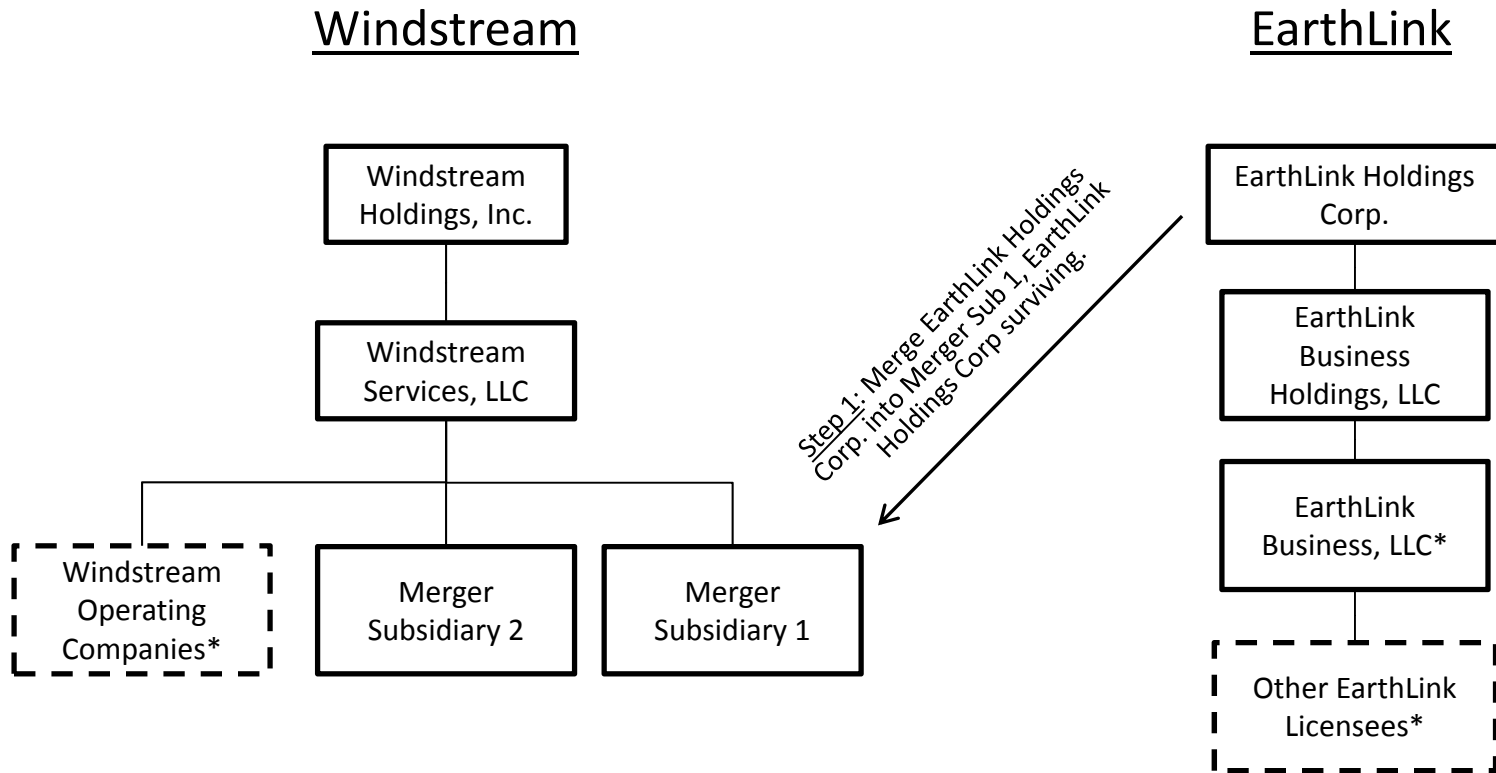 Windstream
EarthLink
Windstream
Holdings, Inc.
Windstream
Services, LLC
Windstream
Operating
Companies*
Merger
Subsidiary 2
Merger
Subsidiary 1
Step 1: Merge EarthLink Holdings
Corp. into Merger Sub 1, EarthLink
Holdings Corp surviving.
EarthLink Holdings
Corp.
EarthLink
Business
Holdings, LLC
EarthLink
Business, LLC*
Other EarthLink
Licensees*